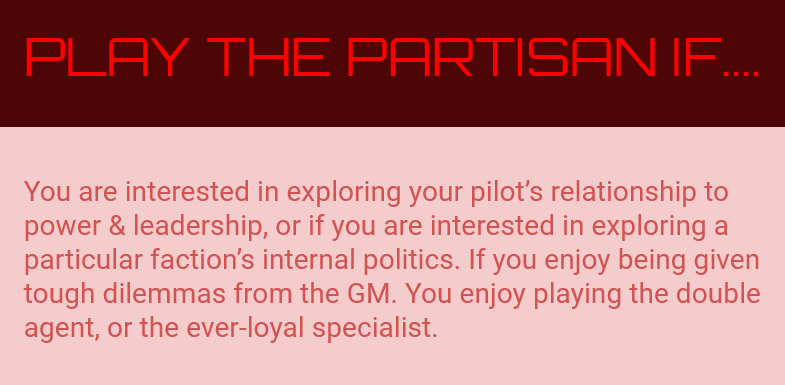 PLAY THE PARTISAN IF....
You are interested in exploring your pilot’s relationship to
power & leadership, or if you are interested in exploring a
particular faction’s internal politics. If you enjoy being given
tough dilemmas from the GM. You enjoy playing the double
agent, or the ever-loyal specialist.